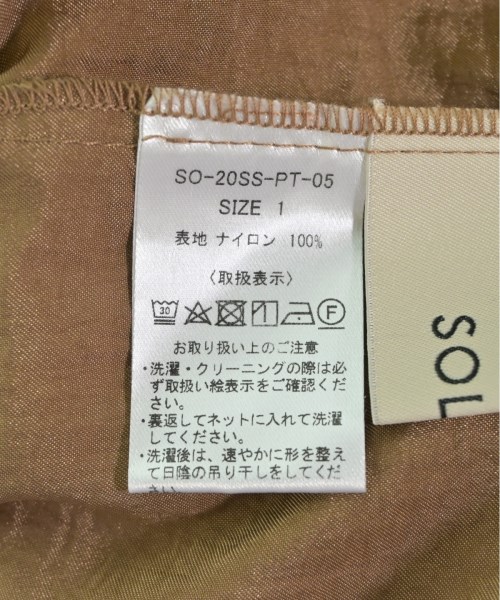 SO-20SS-PT-05
SIZE 1
表地 ナイロン 100%
〈取扱表示〉
30 F
お取り扱い上のご注意
・洗濯・クリーニングの際は必
ず取扱い絵表示をご確認くだ
さい。
・裏返してネットに入れて洗濯
してください。
・洗濯後は、速やかに形を整え
て日陰の吊り干しをしてくだ
さい。
SOL